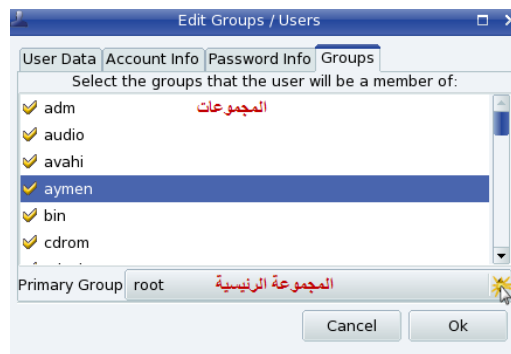 Edit Groups / Users
User Data Account Info Password Info Groups
Select the groups that the user will be a member of:
adm المجموعات
audio
avahi
aymen
bin
cdrom
Primary Group root المجموعة الرئيسية
Cancel Ok